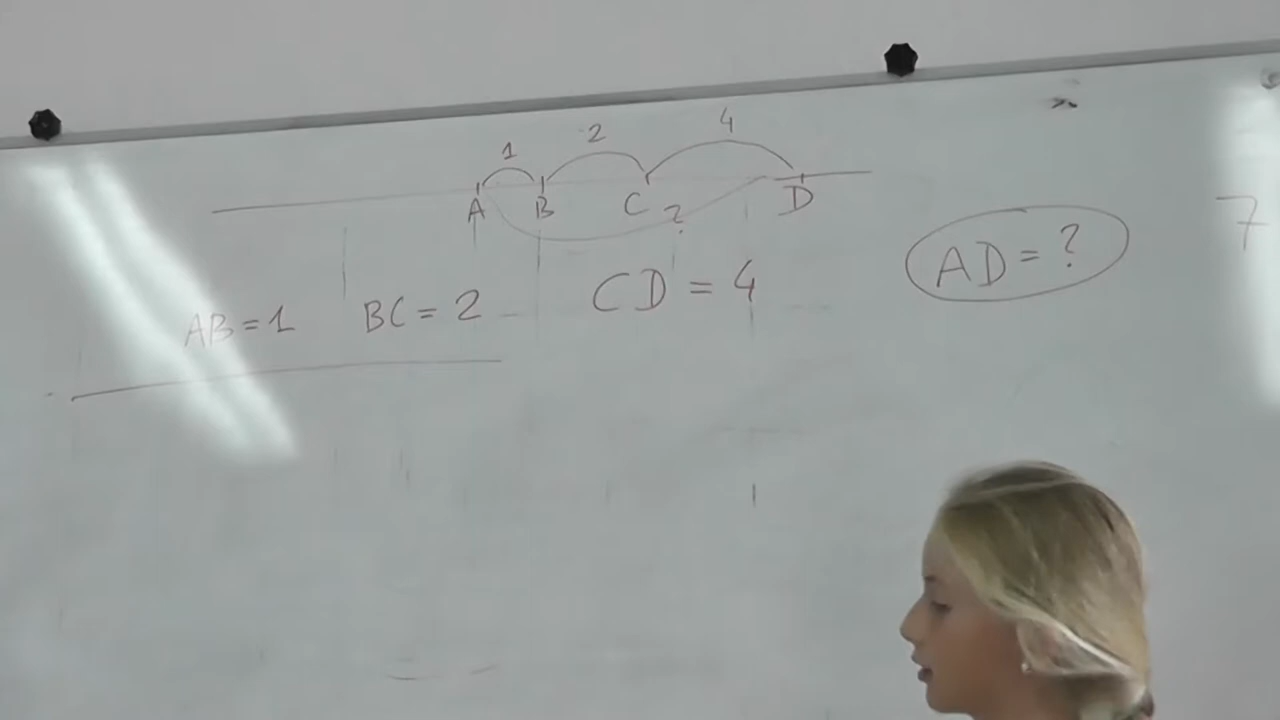 1 2 4
A B C ? D
AD = ? 7
AB = 1 BC = 2 CD = 4